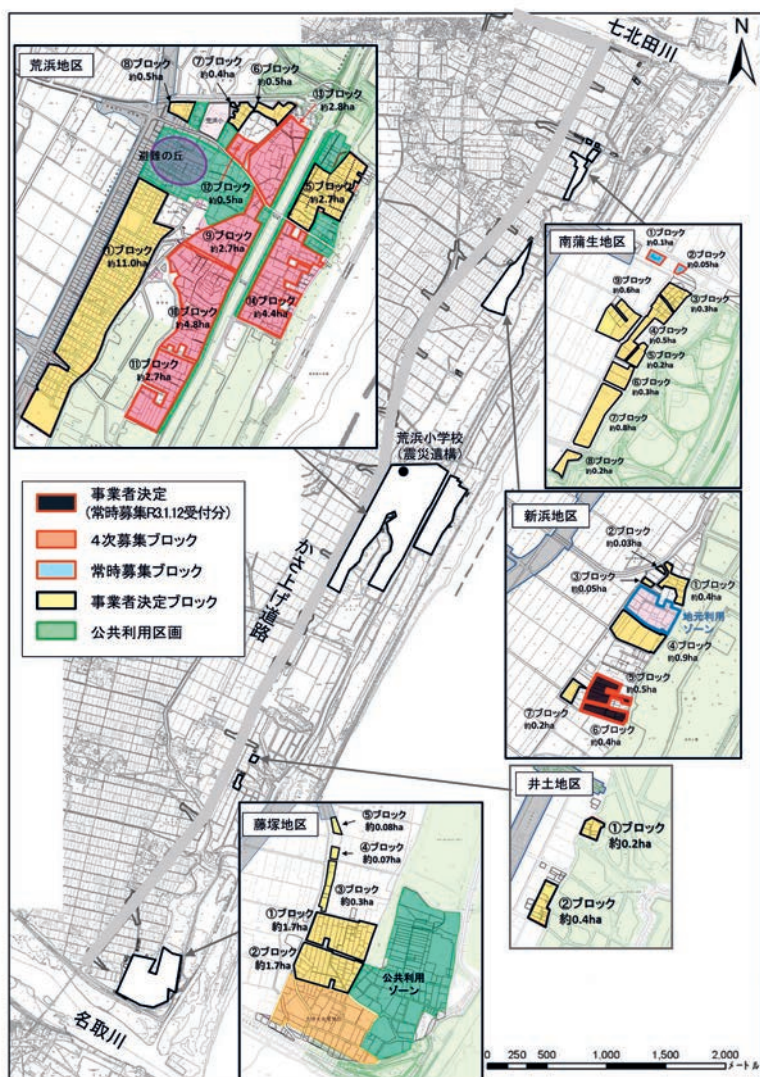 七北田川
N
荒浜地区
⑧ブロック
約0.5ha
⑦ブロック
約0.4ha
⑥ブロック
約0.5ha
⑬ブロック
約2.8ha
荒浜小
避難の丘
⑫ブロック
約0.5ha
⑤ブロック
約2.7ha
①ブロック
約11.0ha
⑨ブロック
約2.7ha
⑩ブロック
約4.8ha
⑭ブロック
約4.4ha
⑪ブロック
約2.7ha
南蒲生地区
①ブロック
約0.1ha
②ブロック
約0.05ha
⑨ブロック
約0.6ha
③ブロック
約0.3ha
④ブロック
約0.5ha
⑤ブロック
約0.2ha
⑥ブロック
約0.3ha
⑦ブロック
約0.8ha
⑧ブロック
約0.2ha
荒浜小学校
(震災遺構)
かさ上げ道路
事業者決定
(常時募集R3.1.12受付分)
4次募集ブロック
常時募集ブロック
事業者決定ブロック
公共利用区画
新浜地区
②ブロック
約0.03ha
③ブロック
約0.05ha
①ブロック
約0.4ha
地元利用
ゾーン
④ブロック
約0.9ha
⑤ブロック
約0.5ha
⑦ブロック
約0.2ha
⑥ブロック
約0.4ha
井土地区
①ブロック
約0.2ha
②ブロック
約0.4ha
藤塚地区
⑤ブロック
約0.08ha
④ブロック
約0.07ha
③ブロック
約0.3ha
①ブロック
約1.7ha
②ブロック
約1.7ha
公共利用
ゾーン
名取川
0 250 500 1,000 1,500 2,000
メートル